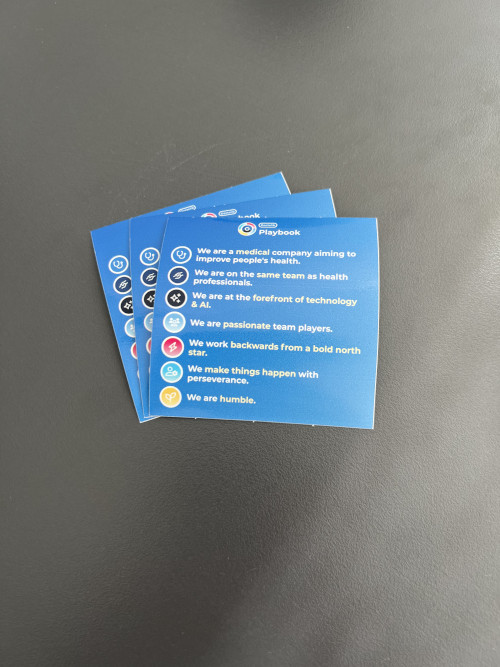 Playbook
We are a medical company aiming to
improve people's health.
We are on the same team as health
professionals.
We are at the forefront of technology
& AI.
We are passionate team players.
We work backwards from a bold north
star.
We make things happen with
perseverance.
We are humble.